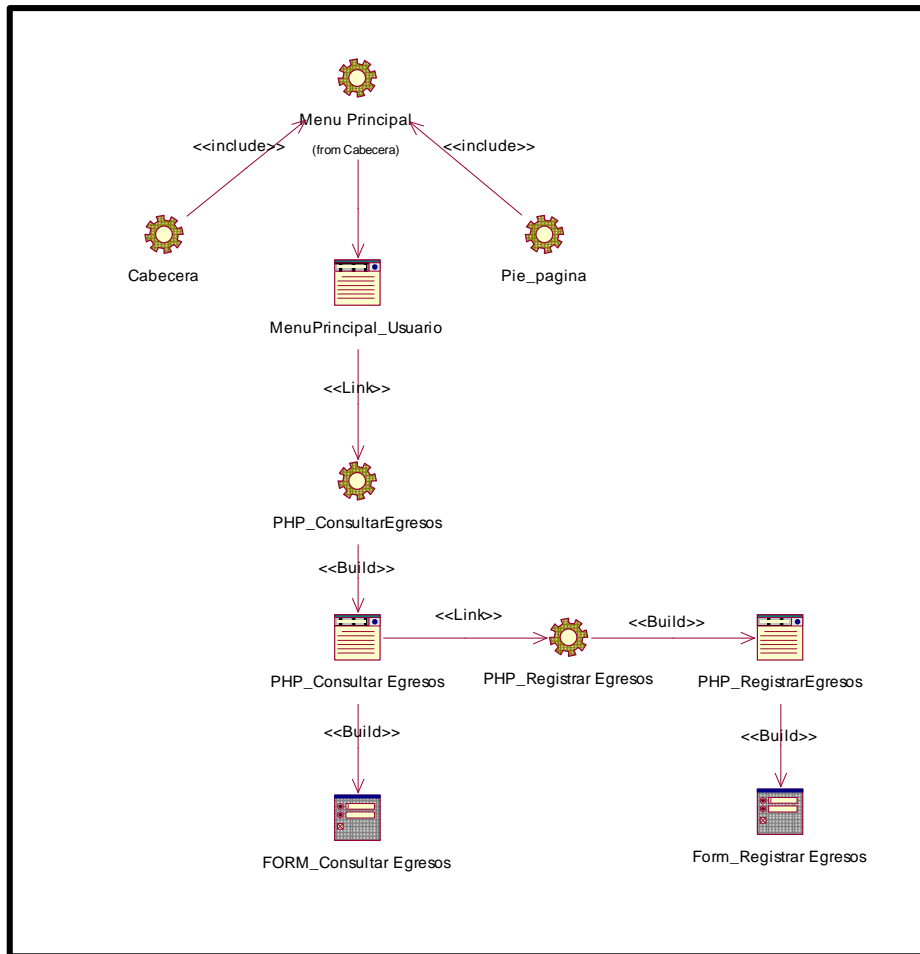 Menu Principal
(from Cabecera)
<<include>>
<<include>>
Cabecera
Pie_pagina
MenuPrincipal_Usuario
<<Link>>
PHP_ConsultarEgresos
<<Build>>
<<Link>>
<<Build>>
PHP_Consultar Egresos
PHP_Registrar Egresos
PHP_RegistrarEgresos
<<Build>>
<<Build>>
FORM_Consultar Egresos
Form_Registrar Egresos